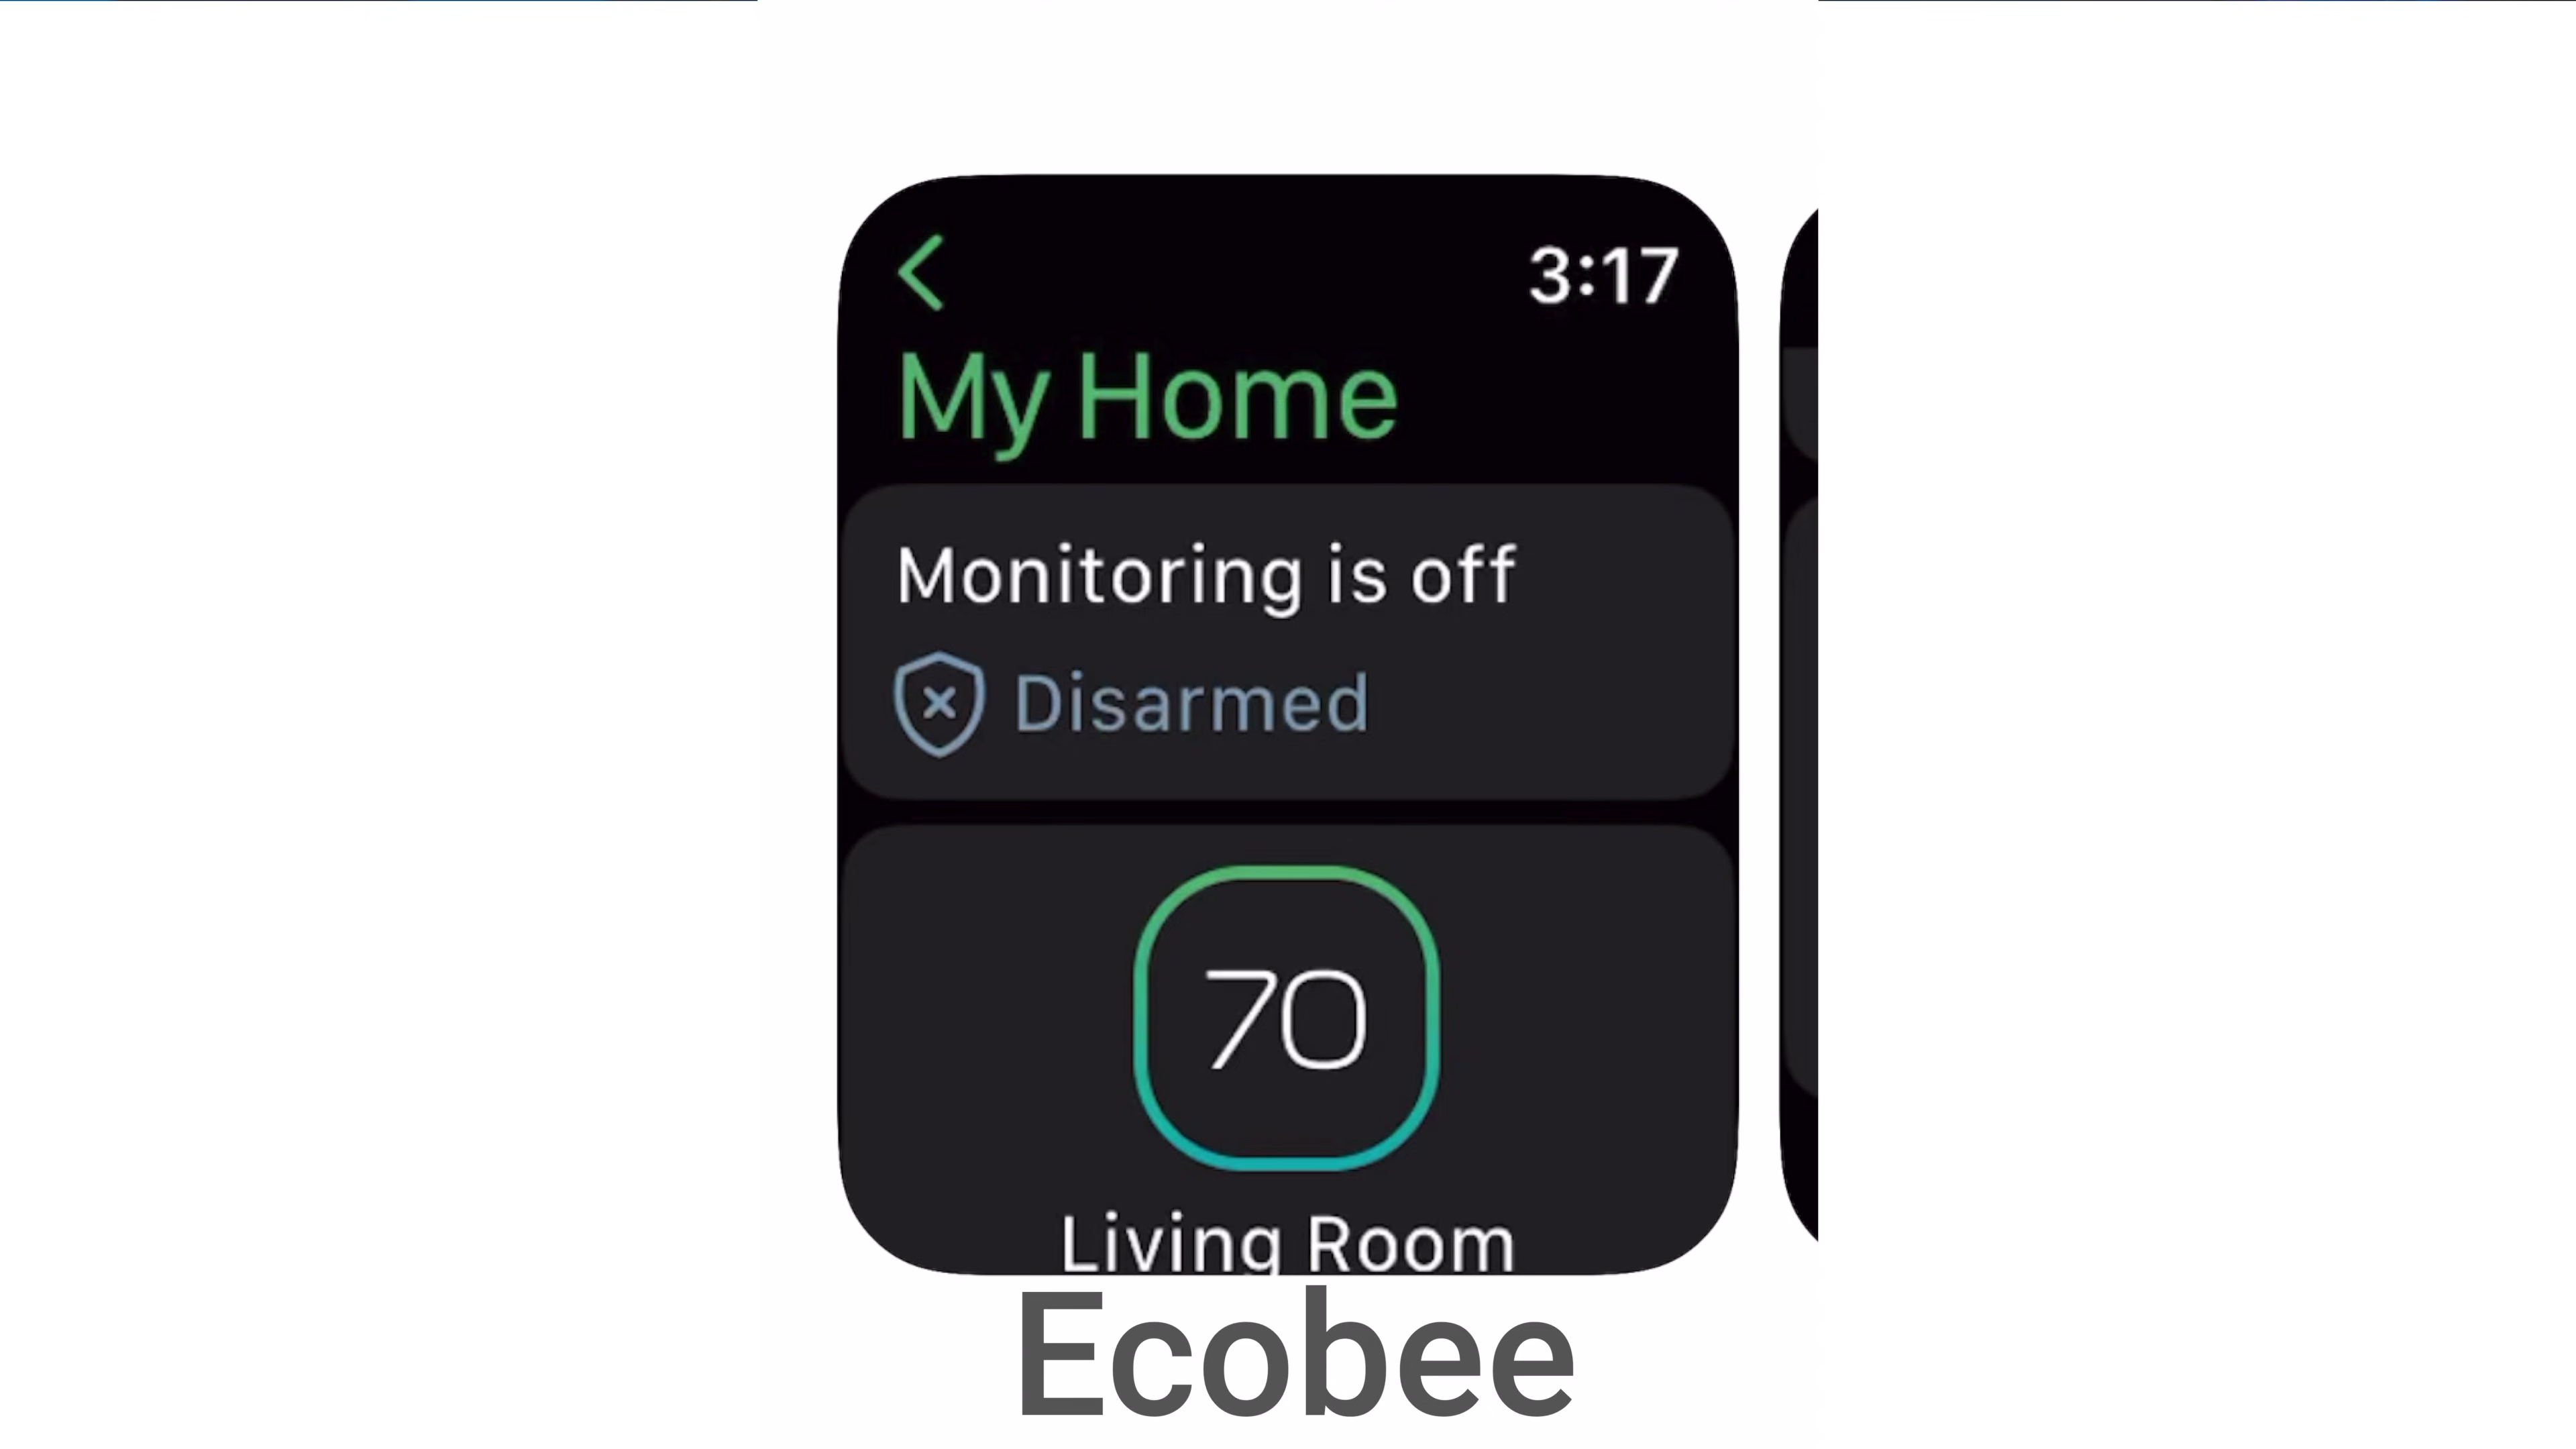 3:17
My Home
Monitoring is off
Disarmed
70
Living Room
Ecobee